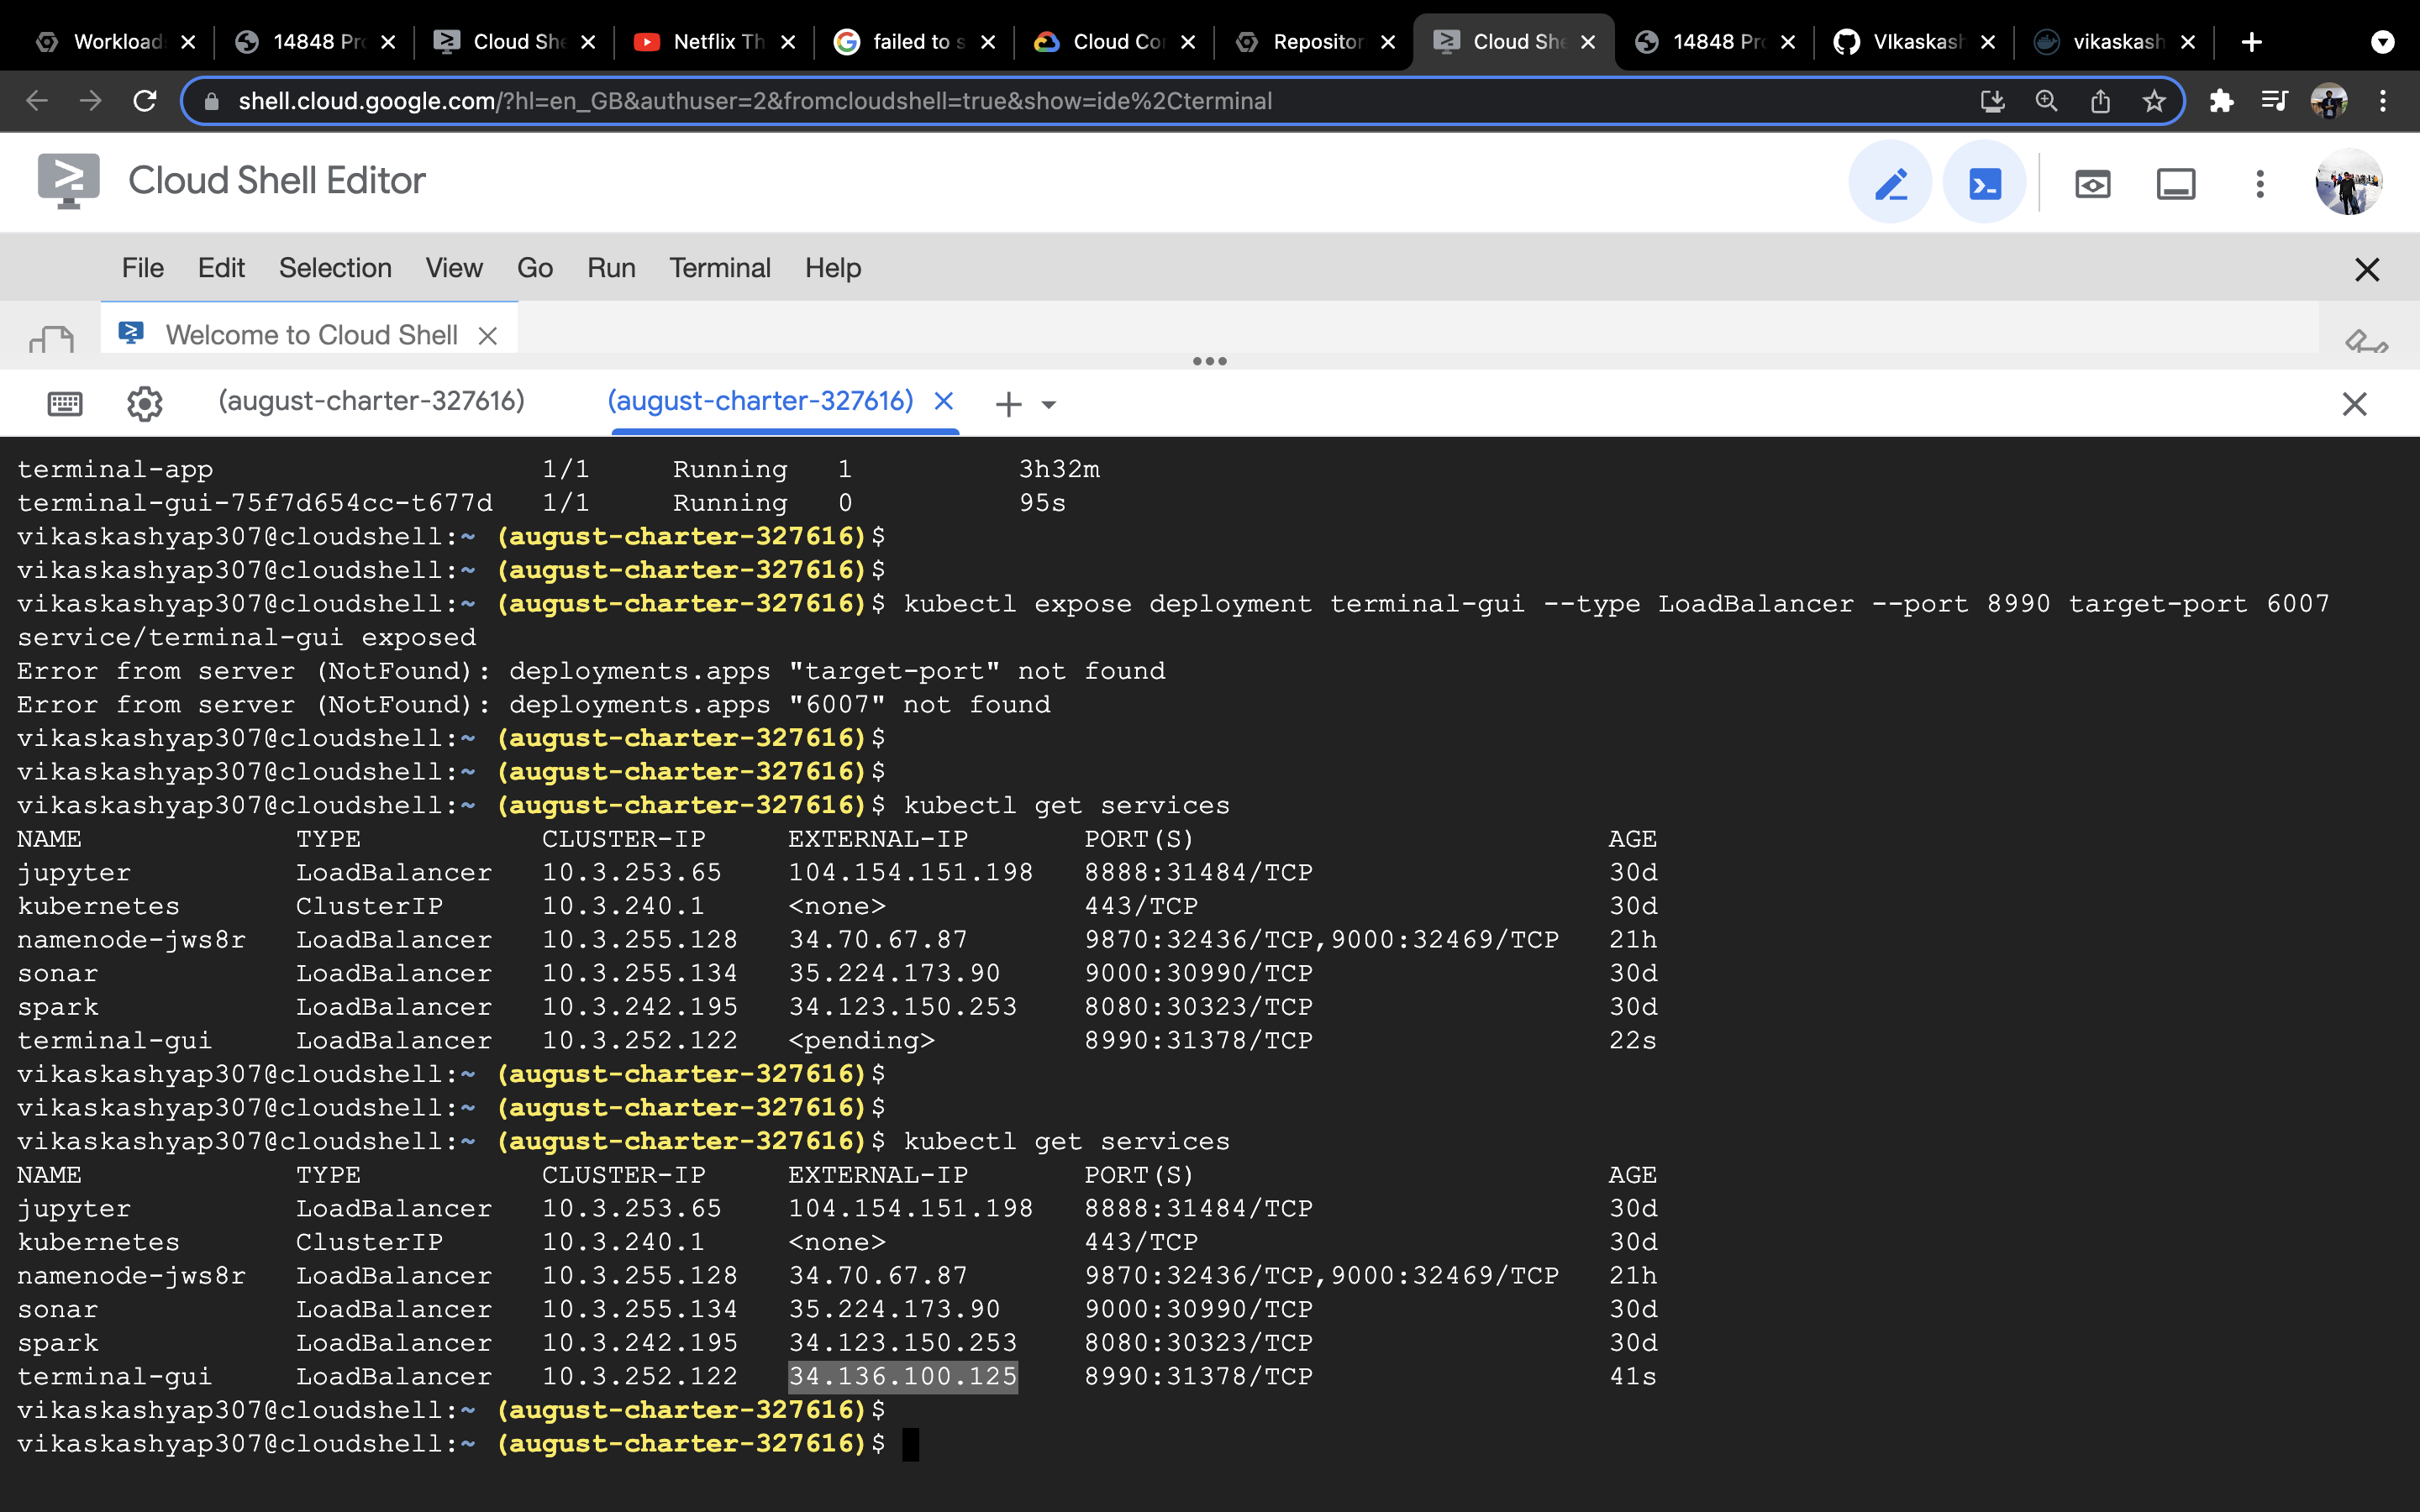 Workload
14848 Pr
Cloud She
Netflix Th
failed to s
Cloud Co
Repositor
Cloud She
14848 Pr
VIkaskash
vikaskash
shell.cloud.google.com/?hl=en_GB&authuser=2&fromcloudshell=true&show=ide%2Cterminal
Cloud Shell Editor
File Edit Selection View Go Run Terminal Help
Welcome to Cloud Shell
(august-charter-327616) (august-charter-327616)
terminal-app 1/1 Running 1 3h32m
terminal-gui-75f7d654cc-t677d 1/1 Running 0 95s
vikaskashyap307@cloudshell:~ (august-charter-327616)$
vikaskashyap307@cloudshell:~ (august-charter-327616)$
vikaskashyap307@cloudshell:~ (august-charter-327616)$ kubectl expose deployment terminal-gui --type LoadBalancer --port 8990 target-port 6007
service/terminal-gui exposed
Error from server (NotFound): deployments.apps "target-port" not found
Error from server (NotFound): deployments.apps "6007" not found
vikaskashyap307@cloudshell:~ (august-charter-327616)$
vikaskashyap307@cloudshell:~ (august-charter-327616)$
vikaskashyap307@cloudshell:~ (august-charter-327616)$ kubectl get services
NAME TYPE CLUSTER-IP EXTERNAL-IP PORT(S) AGE
jupyter LoadBalancer 10.3.253.65 104.154.151.198 8888:31484/TCP 30d
kubernetes ClusterIP 10.3.240.1 <none> 443/TCP 30d
namenode-jws8r LoadBalancer 10.3.255.128 34.70.67.87 9870:32436/TCP,9000:32469/TCP 21h
sonar LoadBalancer 10.3.255.134 35.224.173.90 9000:30990/TCP 30d
spark LoadBalancer 10.3.242.195 34.123.150.253 8080:30323/TCP 30d
terminal-gui LoadBalancer 10.3.252.122 <pending> 8990:31378/TCP 22s
vikaskashyap307@cloudshell:~ (august-charter-327616)$
vikaskashyap307@cloudshell:~ (august-charter-327616)$
vikaskashyap307@cloudshell:~ (august-charter-327616)$ kubectl get services
NAME TYPE CLUSTER-IP EXTERNAL-IP PORT(S) AGE
jupyter LoadBalancer 10.3.253.65 104.154.151.198 8888:31484/TCP 30d
kubernetes ClusterIP 10.3.240.1 <none> 443/TCP 30d
namenode-jws8r LoadBalancer 10.3.255.128 34.70.67.87 9870:32436/TCP,9000:32469/TCP 21h
sonar LoadBalancer 10.3.255.134 35.224.173.90 9000:30990/TCP 30d
spark LoadBalancer 10.3.242.195 34.123.150.253 8080:30323/TCP 30d
terminal-gui LoadBalancer 10.3.252.122 34.136.100.125 8990:31378/TCP 41s
vikaskashyap307@cloudshell:~ (august-charter-327616)$
vikaskashyap307@cloudshell:~ (august-charter-327616)$